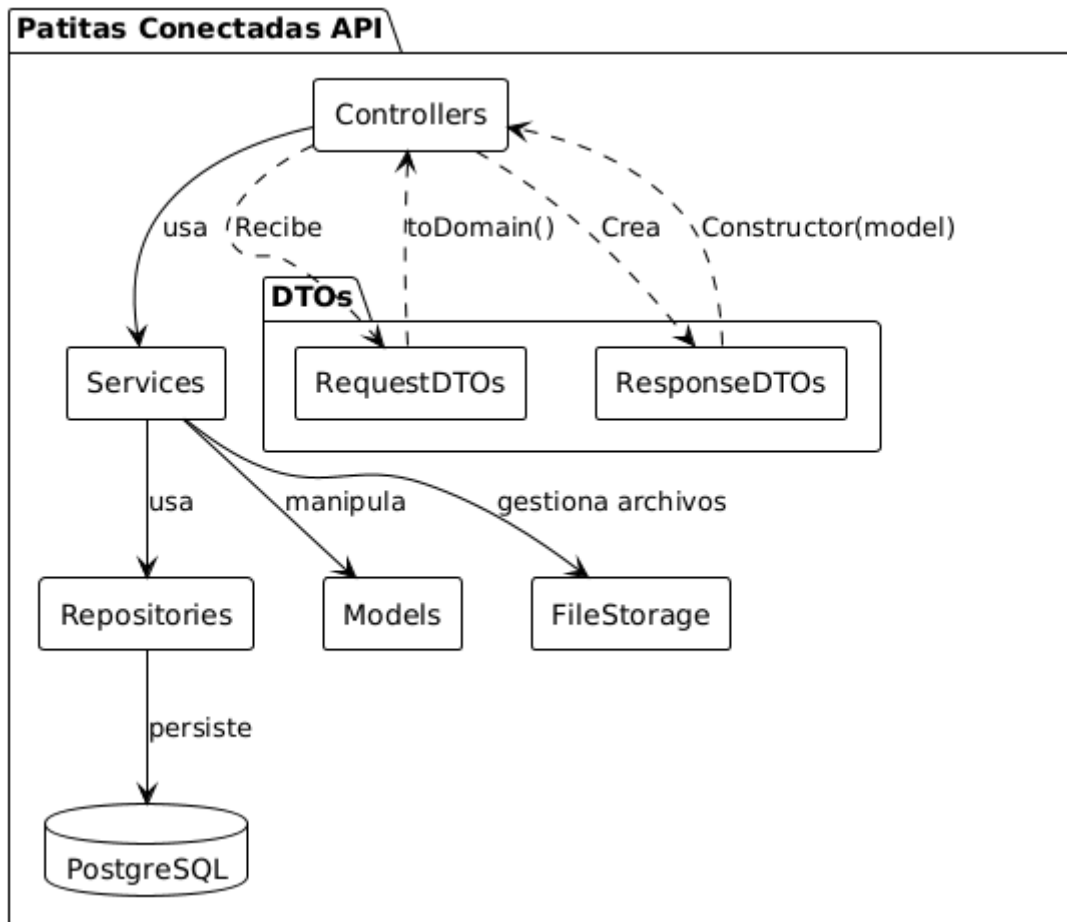 Patitas Conectadas API
Controllers
usa
Recibe
toDomain()
Crea
Constructor(model)
DTOs
Services
RequestDTOs
ResponseDTOs
usa
manipula
gestiona archivos
Repositories
Models
FileStorage
persiste
PostgreSQL